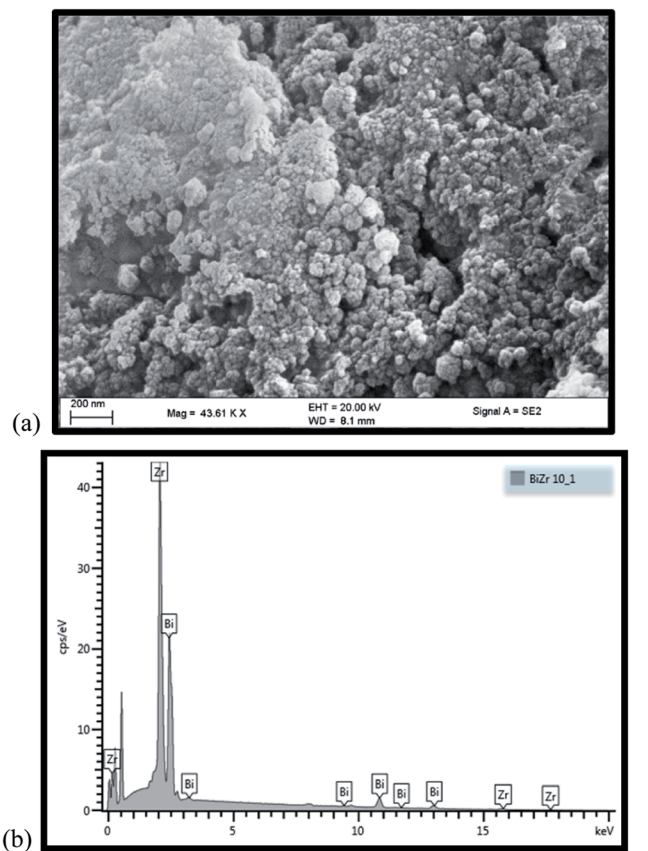 200 nm
Mag = 43.61 K X
EHT = 20.00 kV
WD = 8.1 mm
Signal A = SE2
(a)
BiZr 10_1
cps/eV
40
30
20
10
0
Zr
Zr
Bi
Bi
Bi
Bi
Bi
Bi
Zr
Zr
0
5
10
15
keV
(b)